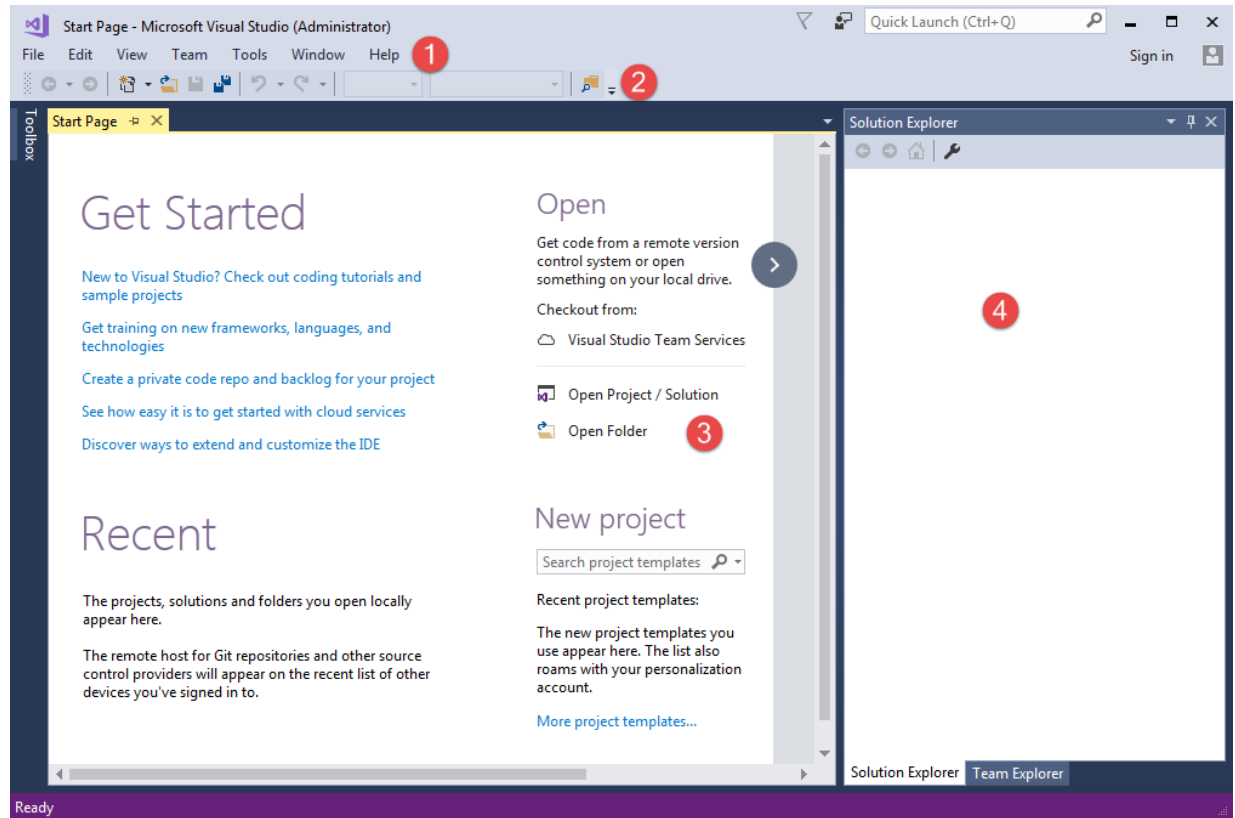 Start Page - Microsoft Visual Studio (Administrator)
Quick Launch (Ctrl+Q)
File Edit View Team Tools Window Help 1
Sign in
2
Toolbox
Start Page
Get Started
New to Visual Studio? Check out coding tutorials and
sample projects
Get training on new frameworks, languages, and
technologies
Create a private code repo and backlog for your project
See how easy it is to get started with cloud services
Discover ways to extend and customize the IDE
Recent
The projects, solutions and folders you open locally
appear here.
The remote host for Git repositories and other source
control providers will appear on the recent list of other
devices you've signed in to.
Open
Get code from a remote version
control system or open
something on your local drive.
Checkout from:
Visual Studio Team Services
Open Project / Solution
Open Folder 3
New project
Search project templates
Recent project templates:
The new project templates you
use appear here. The list also
roams with your personalization
account.
More project templates...
Solution Explorer
4
Solution Explorer Team Explorer
Ready